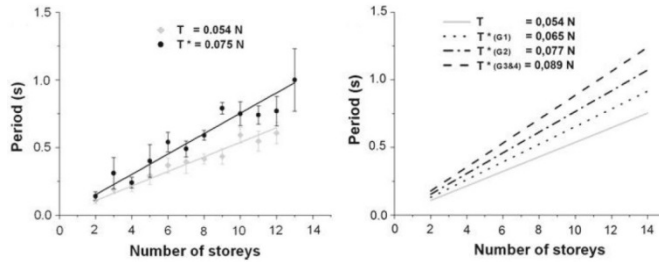 1.5
1.0
0.5
0.0
Period (s)
T = 0.054 N
T* = 0.075 N
0 2 4 6 8 10 12 14
Number of storeys
1.5
1.0
0.5
0.0
Period (s)
T = 0,054 N
T*(G1) = 0,065 N
T*(G2) = 0,077 N
T*(G3&4) = 0,089 N
0 2 4 6 8 10 12 14
Number of storeys